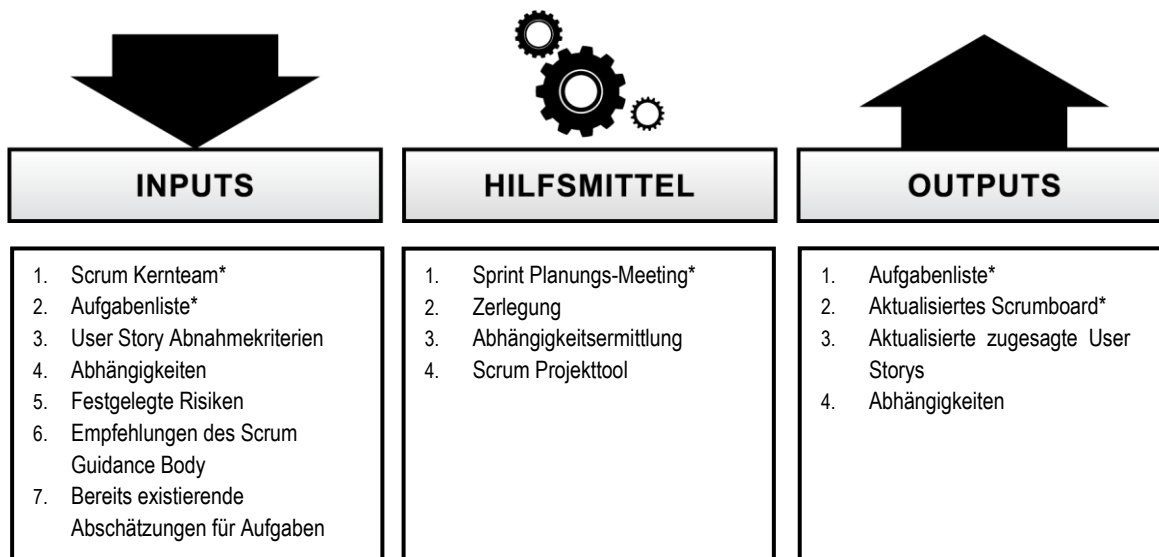 INPUTS
1. Scrum Kernteam*
2. Aufgabenliste*
3. User Story Abnahmekriterien
4. Abhängigkeiten
5. Festgelegte Risiken
6. Empfehlungen des Scrum
Guidance Body
7. Bereits existierende
Abschätzungen für Aufgaben
HILFSMITTEL
1. Sprint Planungs-Meeting*
2. Zerlegung
3. Abhängigkeitsermittlung
4. Scrum Projekttool
OUTPUTS
1. Aufgabenliste*
2. Aktualisiertes Scrumboard*
3. Aktualisierte zugesagte User
Storys
4. Abhängigkeiten